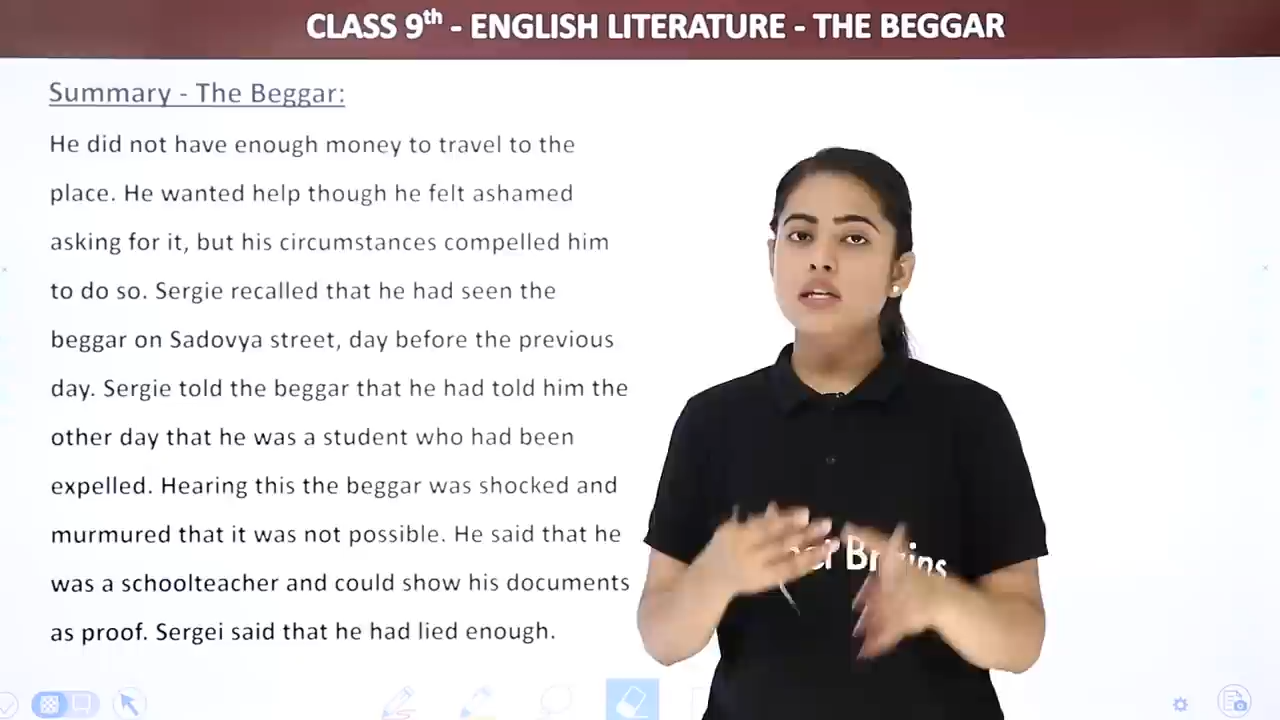 CLASS 9th - ENGLISH LITERATURE - THE BEGGAR
Summary - The Beggar:
He did not have enough money to travel to the
place. He wanted help though he felt ashamed
asking for it, but his circumstances compelled him
to do so. Sergie recalled that he had seen the
beggar on Sadovya street, day before the previous
day. Sergie told the beggar that he had told him the
other day that he was a student who had been
expelled. Hearing this the beggar was shocked and
murmured that it was not possible. He said that he
was a schoolteacher and could show his documents
as proof. Sergei said that he had lied enough.